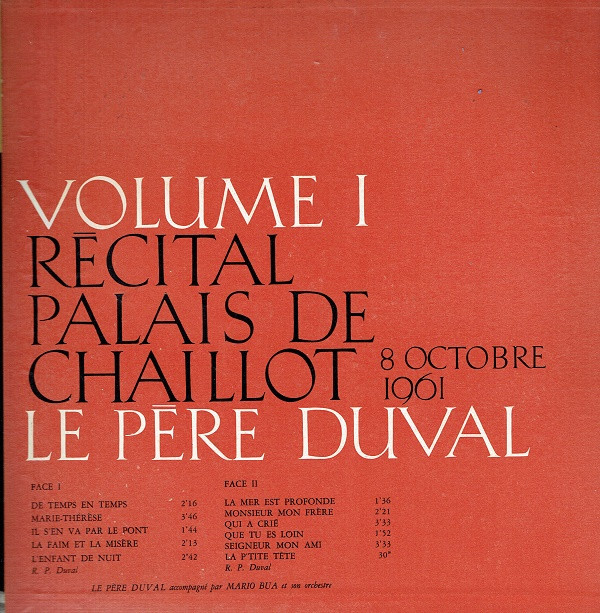 VOLUME I
RÉCITAL
PALAIS DE
CHAILLOT 8 OCTOBRE
1961
LE PÈRE DUVAL
FACE I
DE TEMPS EN TEMPS 2'16
MARIE-THÉRÈSE 3'46
IL S'EN VA PAR LE PONT 1'44
LA FAIM ET LA MISÈRE 2'13
L'ENFANT DE NUIT 2'42
R. P. Duval
FACE II
LA MER EST PROFONDE 1'36
MONSIEUR MON FRÈRE 2'21
QUI A CRIÉ 3'33
QUE TU ES LOIN 1'52
SEIGNEUR MON AMI 3'33
LA P'TITE TÊTE 30"
R. P. Duval
LE PÈRE DUVAL accompagné par MARIO BUA et son orchestre